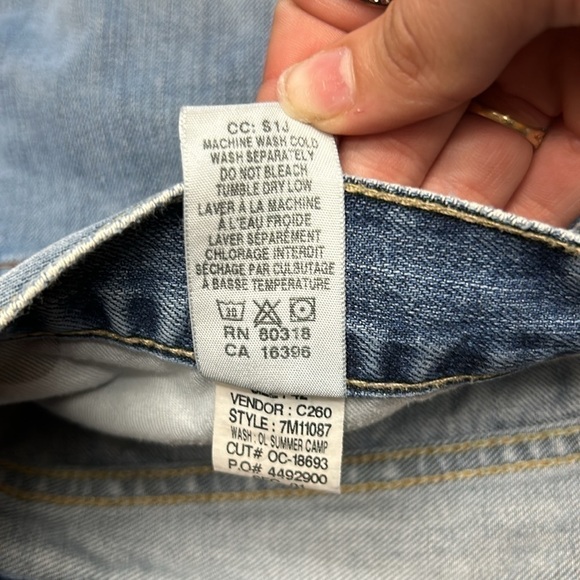 CC: S1J
MACHINE WASH COLD
WASH SEPARATELY
DO NOT BLEACH
TUMBLE DRY LOW
LAVER À LA MACHINE
À L'EAU FROIDE
LAVER SÉPARÉMENT
CHLORAGE INTERDIT
SÉCHAGE PAR CULBUTAGE
À BASSE TEMPÉRATURE
30
RN 80318
CA 16396
VENDOR : C260
STYLE : 7M11087
WASH : OL SUMMER CAMP
CUT# OC-18693
P.O# 4492900